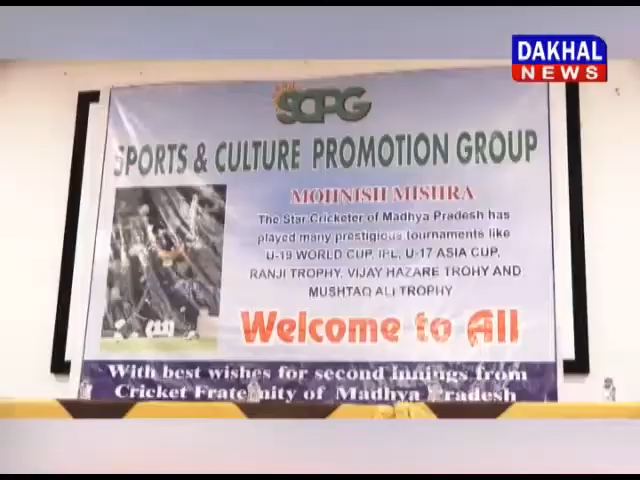 DAKHAL
NEWS
SCPG
SPORTS & CULTURE PROMOTION GROUP
MOHNISH MISHRA
The Star Cricketer of Madhya Pradesh has
played many prestigious tournaments like
U-19 WORLD CUP, IPL, U-17 ASIA CUP,
RANJI TROPHY, VIJAY HAZARE TROHY AND
MUSHTAQ ALI TROPHY
Welcome to All
With best wishes for second Innings from
Cricket Fraternity of Madhya Pradesh